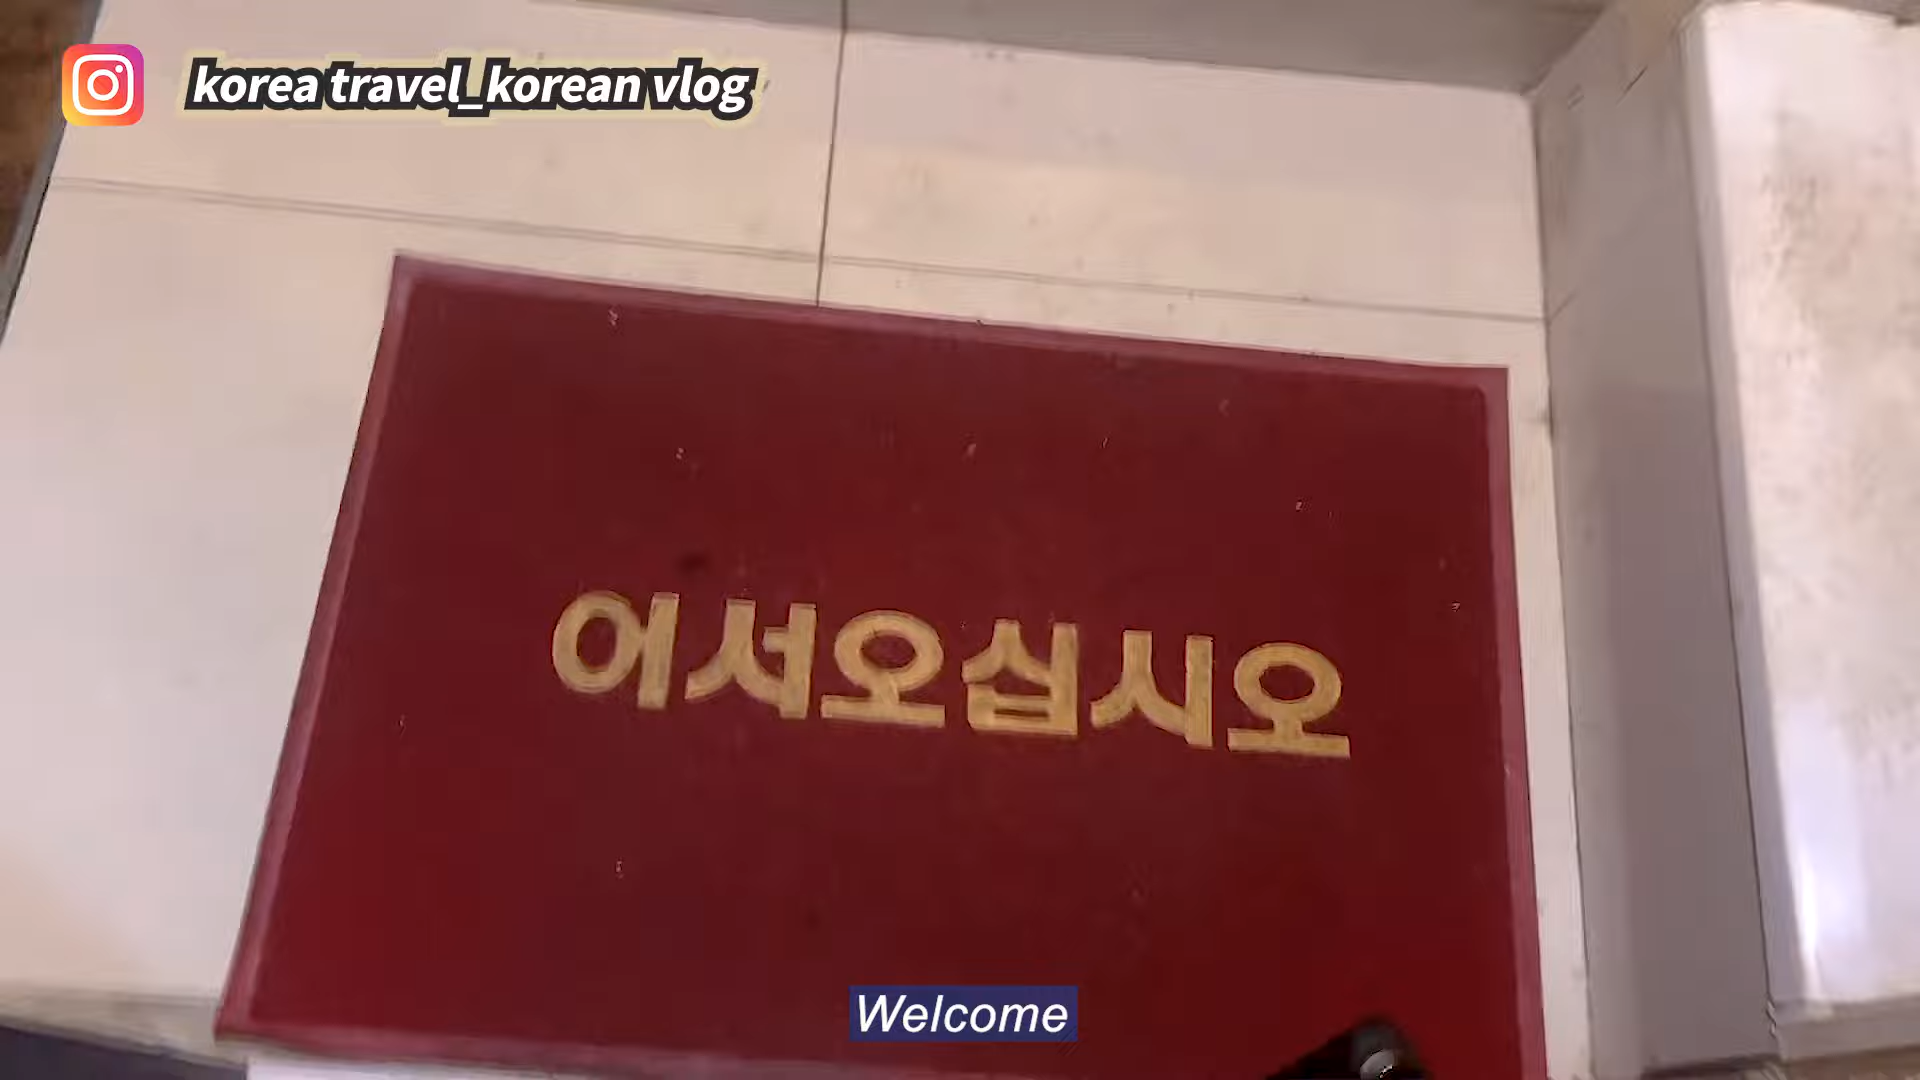 korea travel_korean vlog
어서오십시오
Welcome